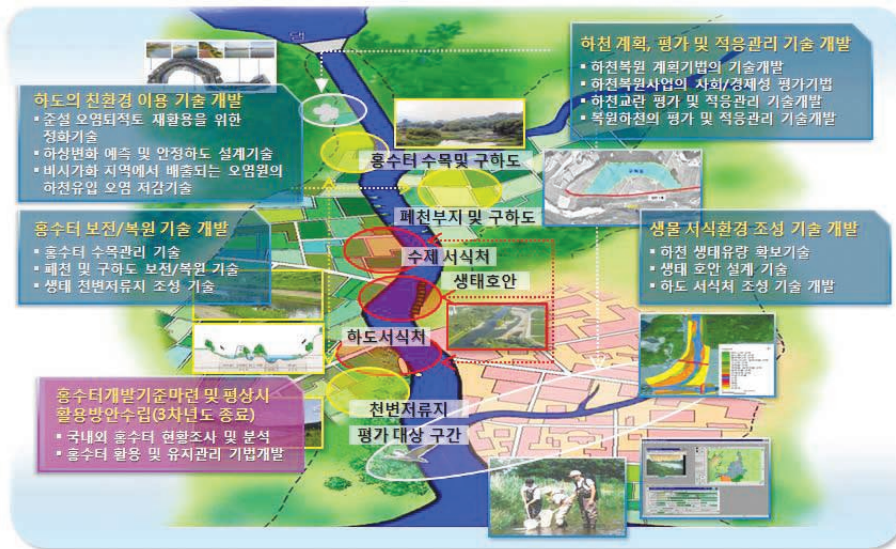 댐
하천 계획, 평가 및 적응관리 기술 개발
▪ 하천복원 계획기법의 기술개발
▪ 하천복원사업의 사회/경제성 평가기법
▪ 하천교란 평가 및 적응관리 기술개발
▪ 복원하천의 평가 및 적응관리 기술개발
하도의 친환경 이용 기술 개발
▪ 준설 오염퇴적토 재활용을 위한
정화기술
▪ 하상변화 예측 및 안정하도 설계기술
▪ 비시가화 지역에서 배출되는 오염원의
하천유입 오염 저감기술
홍수터 수목및 구하도
폐천부지 및 구하도
홍수터 보전/복원 기술 개발
▪ 홍수터 수목관리 기술
▪ 폐천 및 구하도 보전/복원 기술
▪ 생태 천변저류지 조성 기술
수제 서식처
생태호안
생물 서식환경 조성 기술 개발
▪ 하천 생태유량 확보기술
▪ 생태 호안 설계 기술
▪ 하도 서식처 조성 기술 개발
하도서식처
홍수터개발기준마련 및 평상시
활용방안수립(3차년도 종료)
▪ 국내외 홍수터 현황조사 및 분석
▪ 홍수터 활용 및 유지관리 기법개발
천변저류지
평가 대상 구간